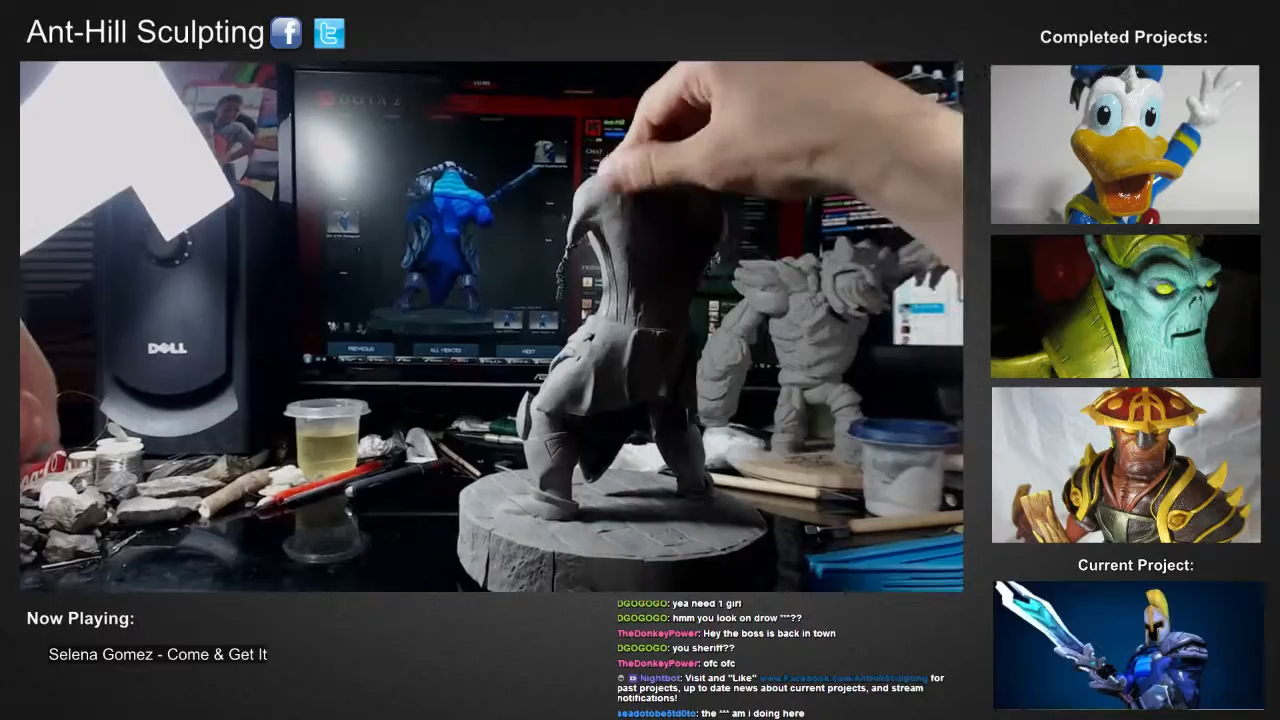 Ant-Hill Sculpting
Completed Projects:
DOTA 2
DELL
PREVIOUS
ALL HEROES
NEXT
Current Project:
Now Playing:
Selena Gomez - Come & Get It
DGOGOGO: yea need 1 girl
DGOGOGO: hmm you look on drow ***??
TheDonkeyPower: Hey the boss is back in town
DGOGOGO: you sheriff??
TheDonkeyPower: ofc ofc
Nightbot: Visit and "Like" www.Facebook.com/AntHillSculpting for
past projects, up to date news about current projects, and stream
notifications!
seadotobe5td0to: the *** am i doing here